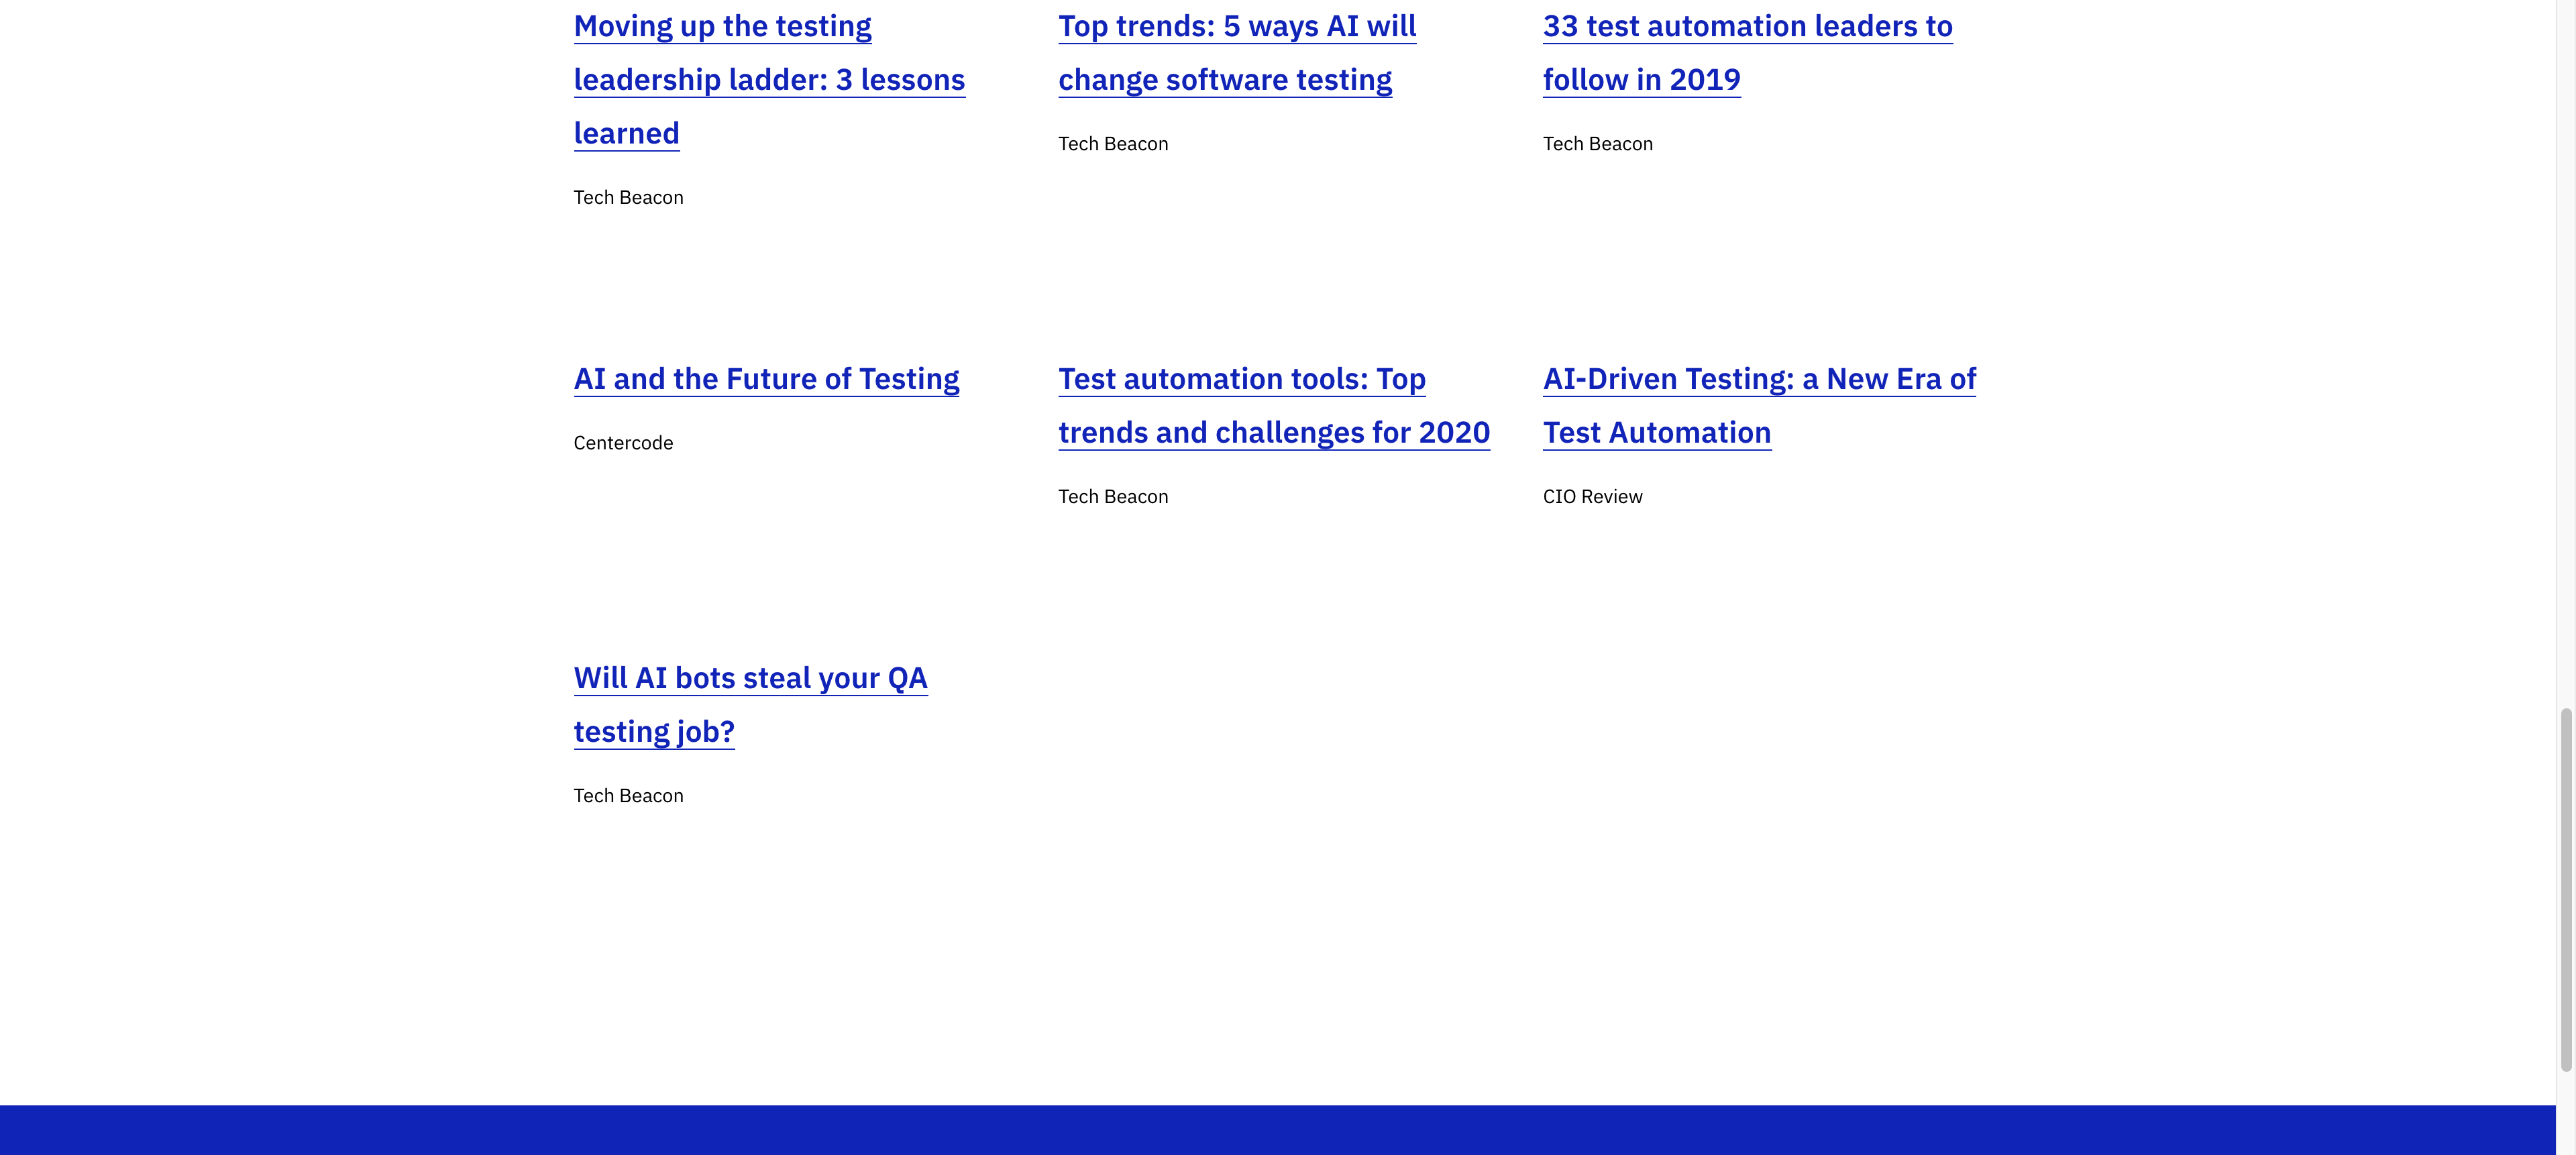 Moving up the testing
leadership ladder: 3 lessons
learned
Tech Beacon
Top trends: 5 ways AI will
change software testing
Tech Beacon
33 test automation leaders to
follow in 2019
Tech Beacon
AI and the Future of Testing
Centercode
Test automation tools: Top
trends and challenges for 2020
Tech Beacon
AI-Driven Testing: a New Era of
Test Automation
CIO Review
Will AI bots steal your QA
testing job?
Tech Beacon